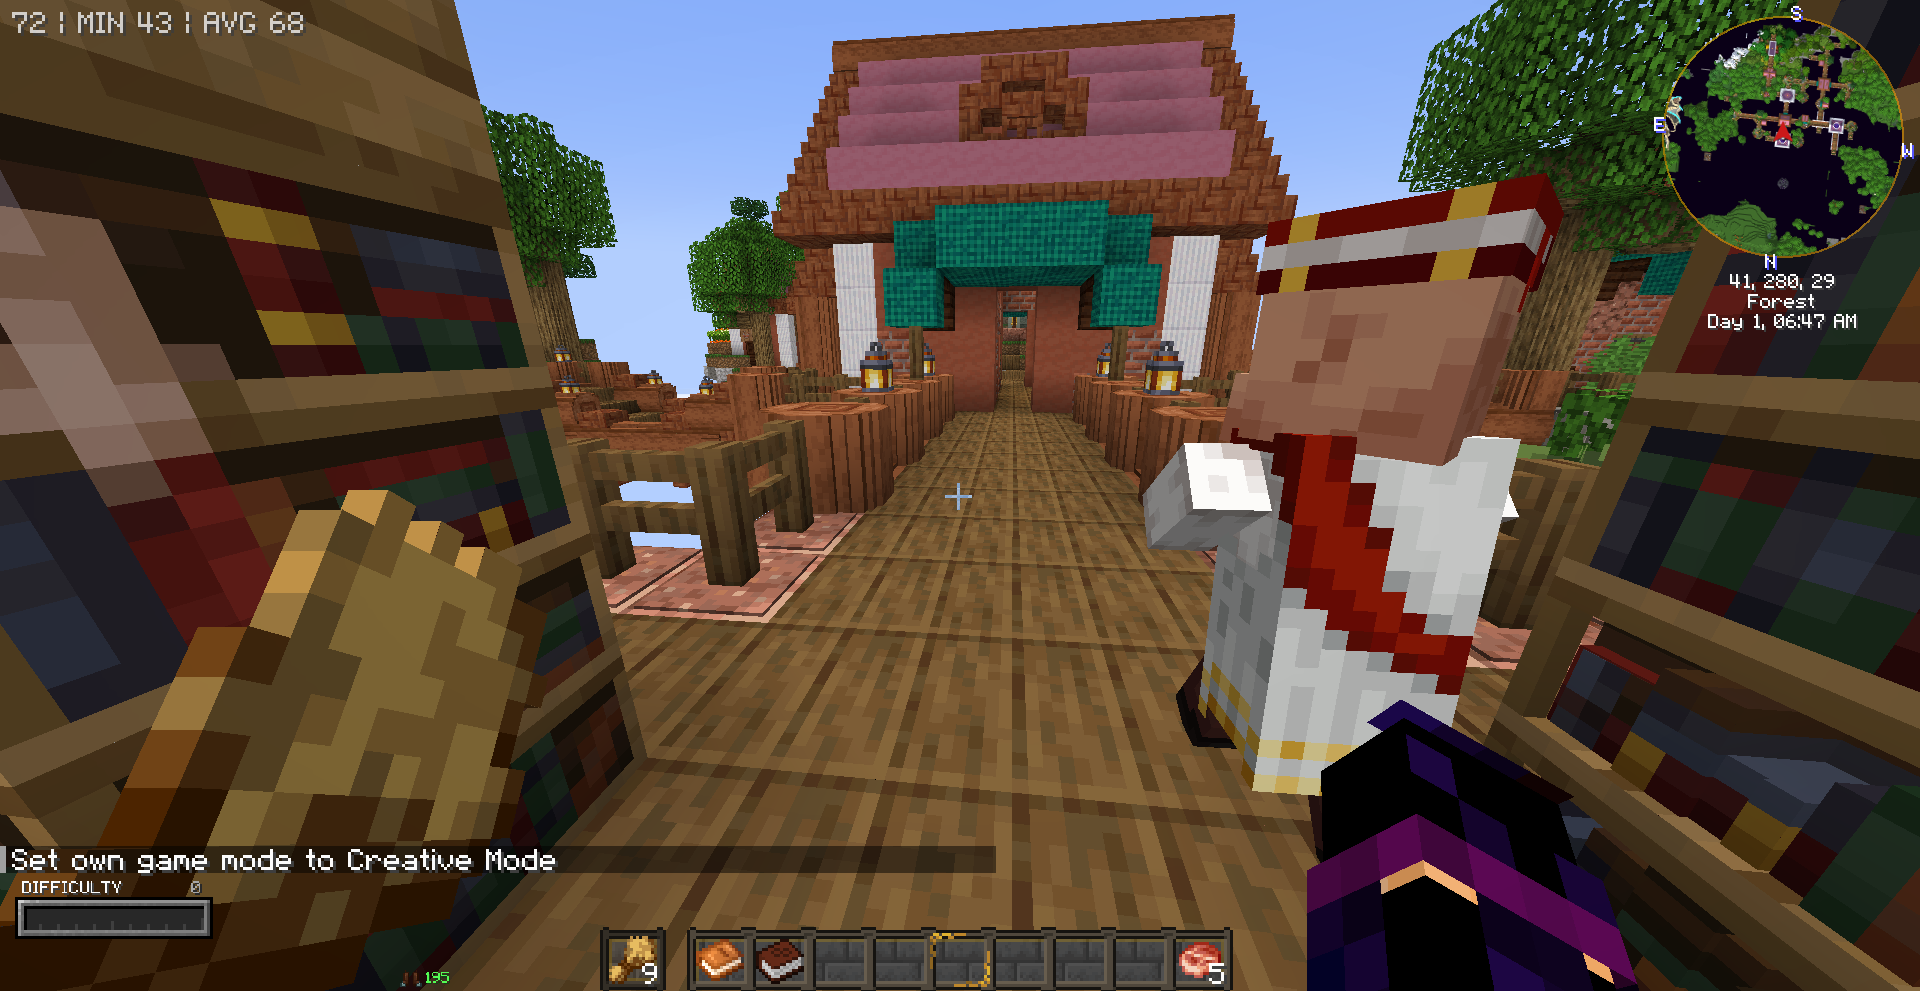 72 | MIN 43 | AVG 68
S
E
W
N
41, 280, 29
Forest
Day 1, 06:47 AM
Set own game mode to Creative Mode
DIFFICULTY 0
195
9
5